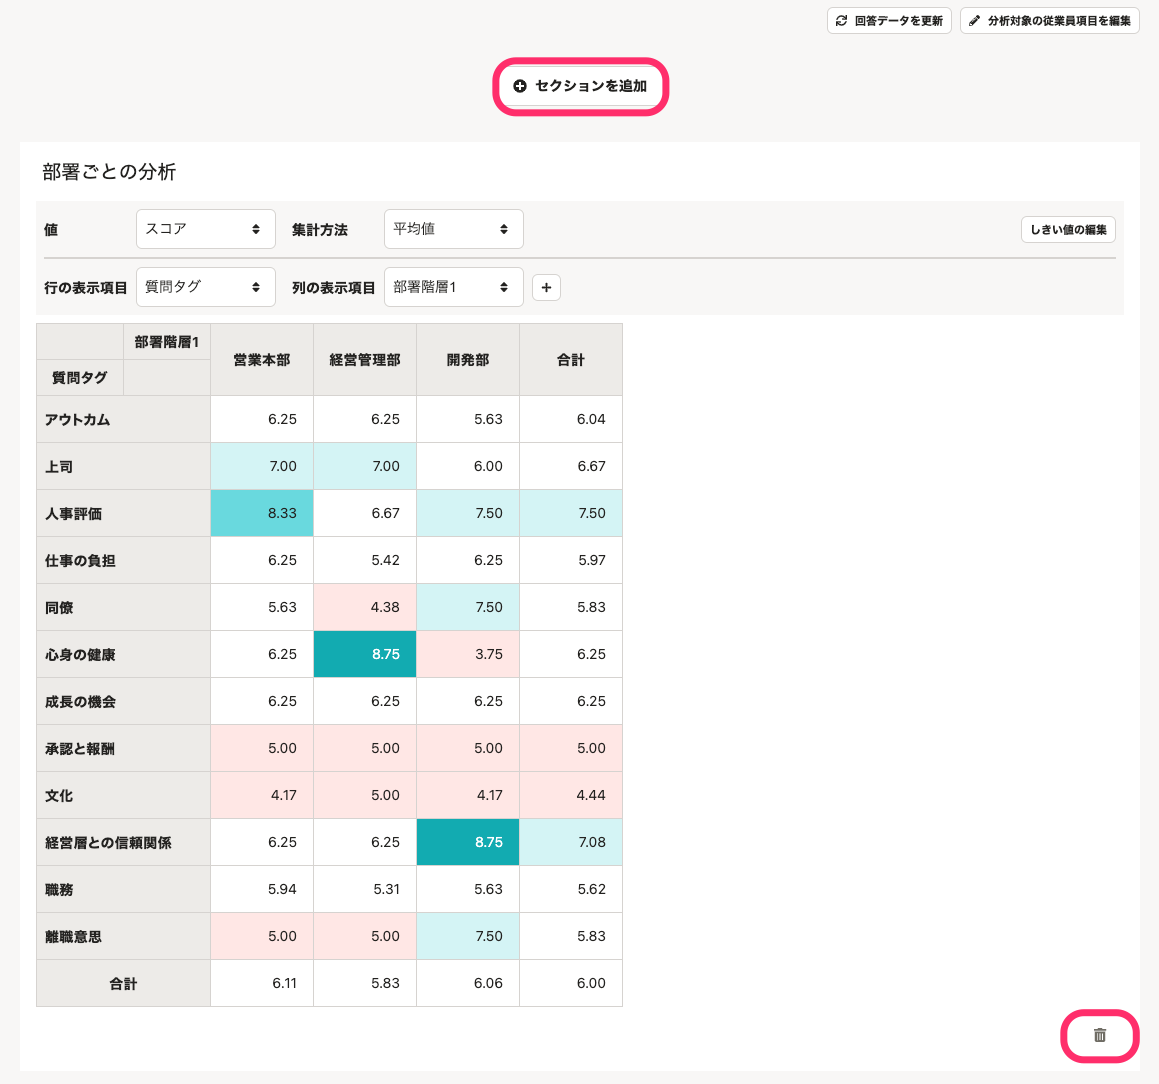 回答データを更新 分析対象の従業員項目を編集
セクションを追加
部署ごとの分析
値 スコア 集計方法 平均値 しきい値の編集
行の表示項目 質問タグ 列の表示項目 部署階層1 +
部署階層1 営業本部 経営管理部 開発部 合計
質問タグ
アウトカム 6.25 6.25 5.63 6.04
上司 7.00 7.00 6.00 6.67
人事評価 8.33 6.67 7.50 7.50
仕事の負担 6.25 5.42 6.25 5.97
同僚 5.63 4.38 7.50 5.83
心身の健康 6.25 8.75 3.75 6.25
成長の機会 6.25 6.25 6.25 6.25
承認と報酬 5.00 5.00 5.00 5.00
文化 4.17 5.00 4.17 4.44
経営層との信頼関係 6.25 6.25 8.75 7.08
職務 5.94 5.31 5.63 5.62
離職意思 5.00 5.00 7.50 5.83
合計 6.11 5.83 6.06 6.00